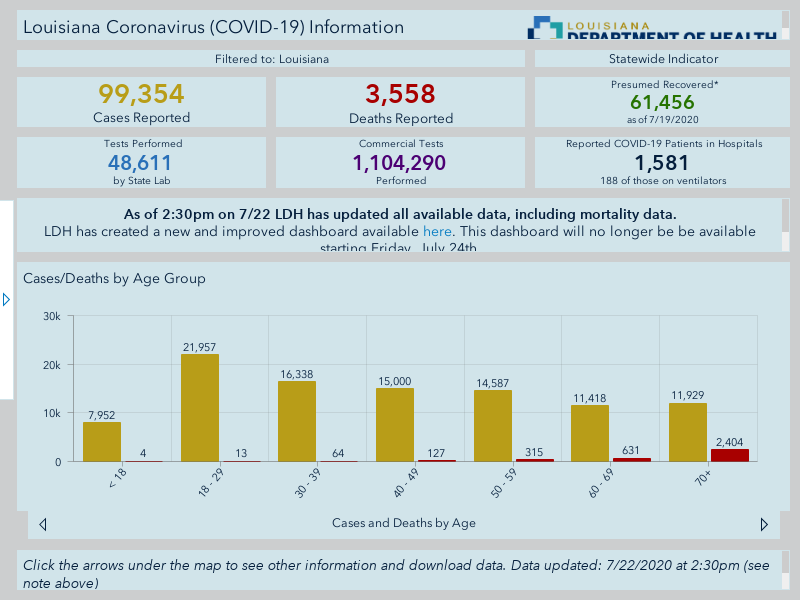 Louisiana Coronavirus (COVID-19) Information
LOUISIANA
DEPARTMENT OF HEALTH
Filtered to: Louisiana
Statewide Indicator
99,354
Cases Reported
3,558
Deaths Reported
Presumed Recovered*
61,456
as of 7/19/2020
Tests Performed
48,611
by State Lab
Commercial Tests
1,104,290
Performed
Reported COVID-19 Patients in Hospitals
1,581
188 of those on ventilators
As of 2:30pm on 7/22 LDH has updated all available data, including mortality data.
LDH has created a new and improved dashboard available here. This dashboard will no longer be be available
starting Friday, July 24th
Cases/Deaths by Age Group
30k
20k
10k
0
7,952
4
21,957
13
16,338
64
15,000
127
14,587
315
11,418
631
11,929
2,404
< 18
18 - 29
30 - 39
40 - 49
50 - 59
60 - 69
70+
Cases and Deaths by Age
Click the arrows under the map to see other information and download data. Data updated: 7/22/2020 at 2:30pm (see
note above)